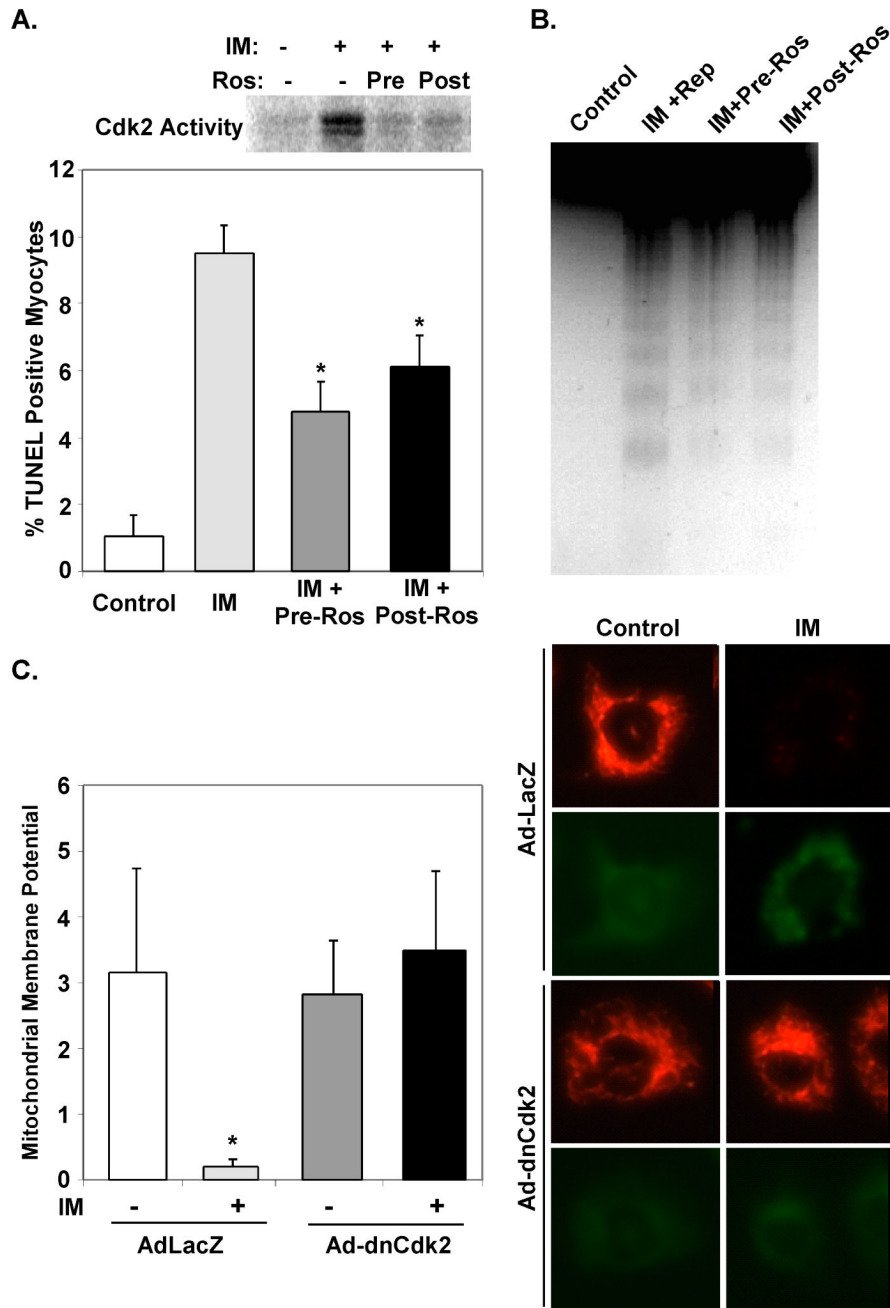 A.
IM: - + + +
Ros: - - Pre Post
Cdk2 Activity
% TUNEL Positive Myocytes
12
10
8
6
4
2
0
*
*
Control
IM
IM +
Pre-Ros
IM +
Post-Ros
B.
Control
IM +Rep
IM+Pre-Ros
IM+Post-Ros
C.
Mitochondrial Membrane Potential
6
5
4
3
2
1
0
*
IM - + - +
AdLacZ
Ad-dnCdk2
Control
IM
Ad-LacZ
Ad-dnCdk2